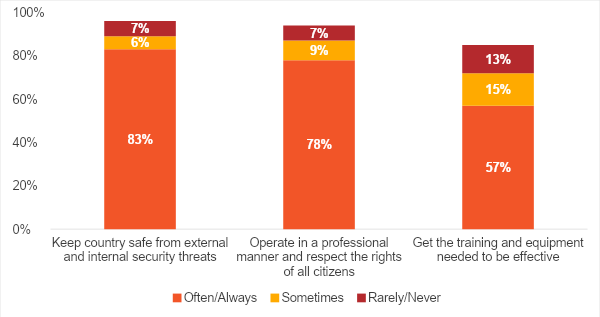 100%
80%
60%
40%
20%
0%
7%
6%
83%
7%
9%
78%
13%
15%
57%
Keep country safe from external
and internal security threats
Operate in a professional
manner and respect the rights
of all citizens
Get the training and equipment
needed to be effective
Often/Always Sometimes Rarely/Never